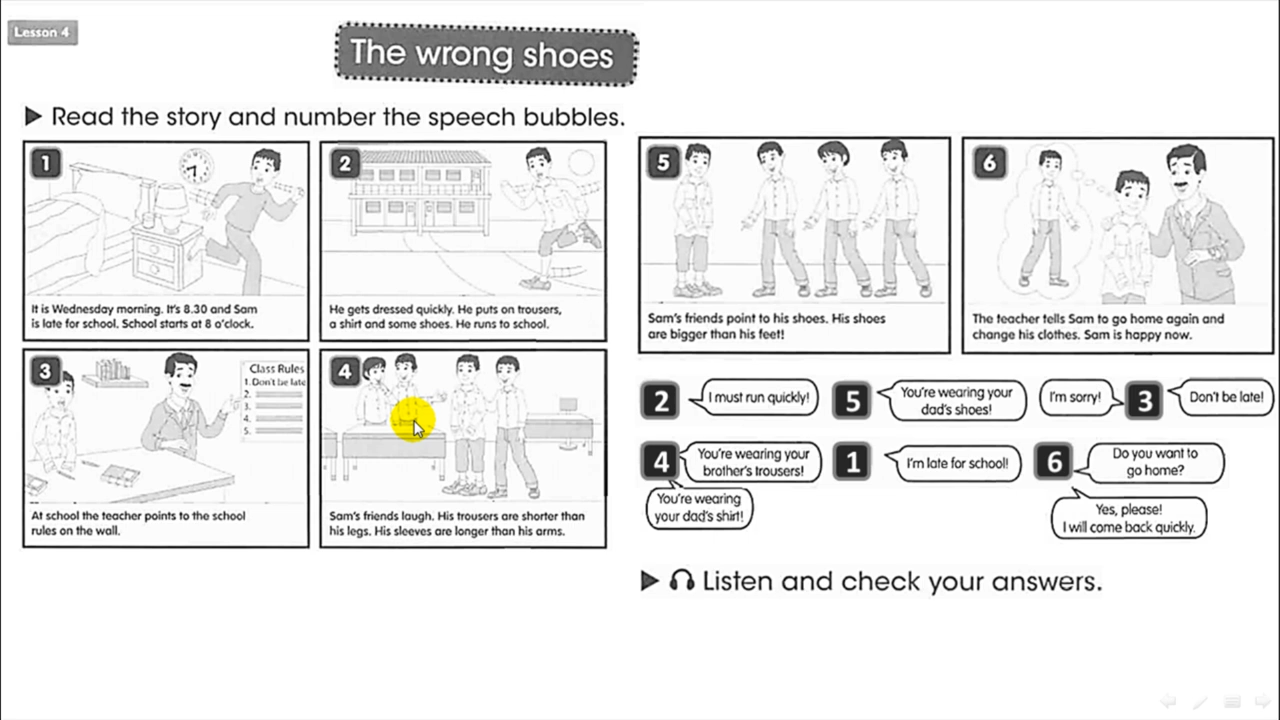 Lesson 4
The wrong shoes
Read the story and number the speech bubbles.
1
It is Wednesday morning. It's 8.30 and Sam
is late for school. School starts at 8 o'clock.
2
He gets dressed quickly. He puts on trousers,
a shirt and some shoes. He runs to school.
3
Class Rules
1. Don't be late
2.
3.
4.
5.
At school the teacher points to the school
rules on the wall.
4
Sam's friends laugh. His trousers are shorter than
his legs. His sleeves are longer than his arms.
5
Sam's friends point to his shoes. His shoes
are bigger than his feet!
6
The teacher tells Sam to go home again and
change his clothes. Sam is happy now.
2
I must run quickly!
5
You're wearing your
dad's shoes!
I'm sorry!
3
Don't be late!
4
You're wearing your
brother's trousers!
You're wearing
your dad's shirt!
1
I'm late for school!
6
Do you want to
go home?
Yes, please!
I will come back quickly.
Listen and check your answers.